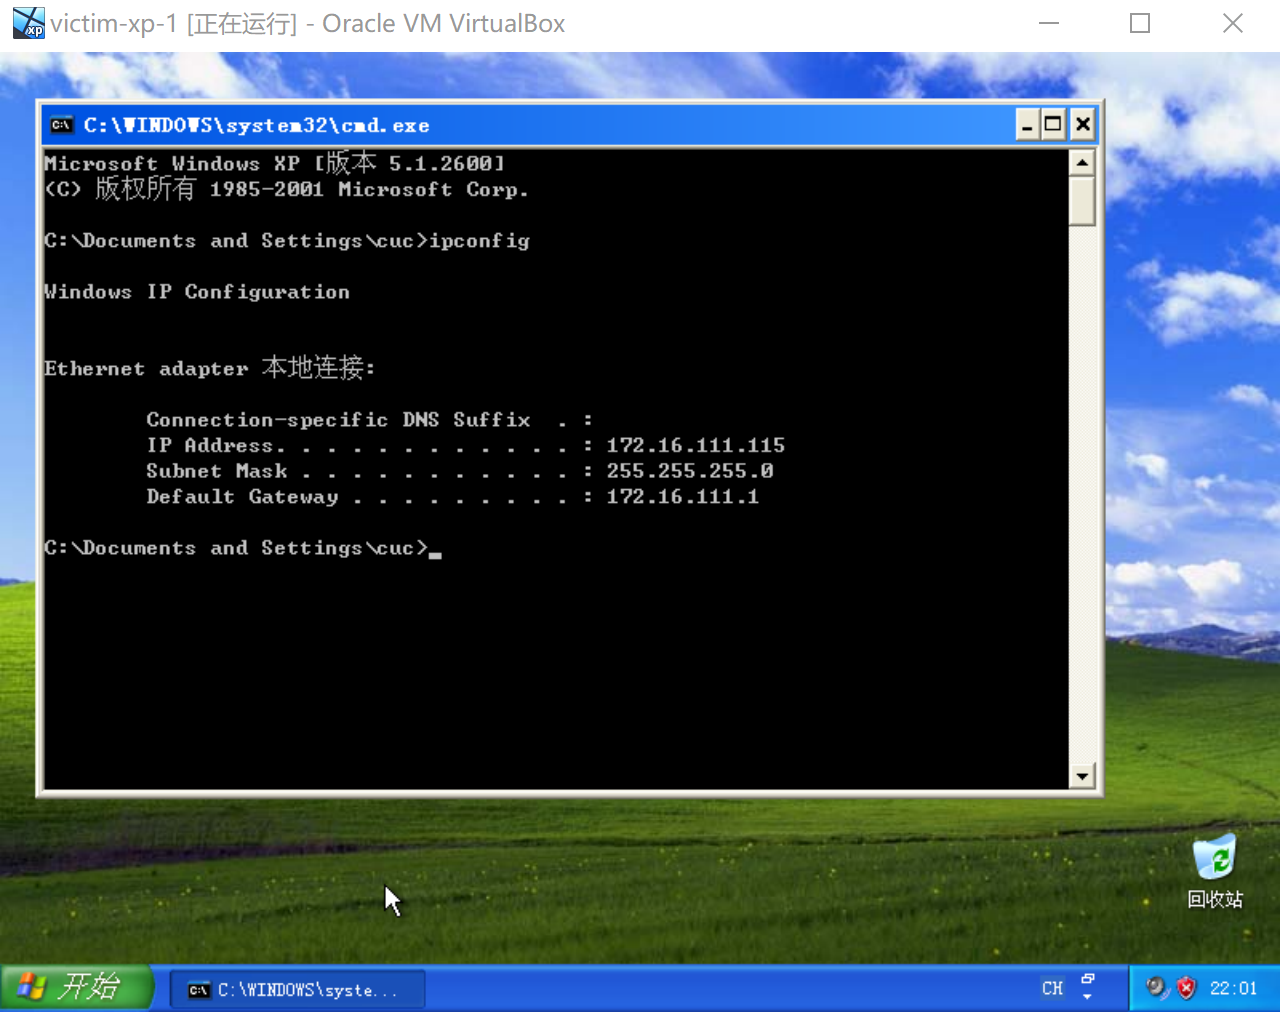 victim-xp-1 [正在运行] - Oracle VM VirtualBox
C:\WINDOWS\system32\cmd.exe
Microsoft Windows XP [版本 5.1.2600]
(C) 版权所有 1985-2001 Microsoft Corp.
C:\Documents and Settings\cuc>ipconfig
Windows IP Configuration
Ethernet adapter 本地连接:
Connection-specific DNS Suffix  . :
IP Address. . . . . . . . . . . . : 172.16.111.115
Subnet Mask . . . . . . . . . . . : 255.255.255.0
Default Gateway . . . . . . . . . : 172.16.111.1
C:\Documents and Settings\cuc>_
回收站
开始
C:\WINDOWS\syste...
CH
22:01